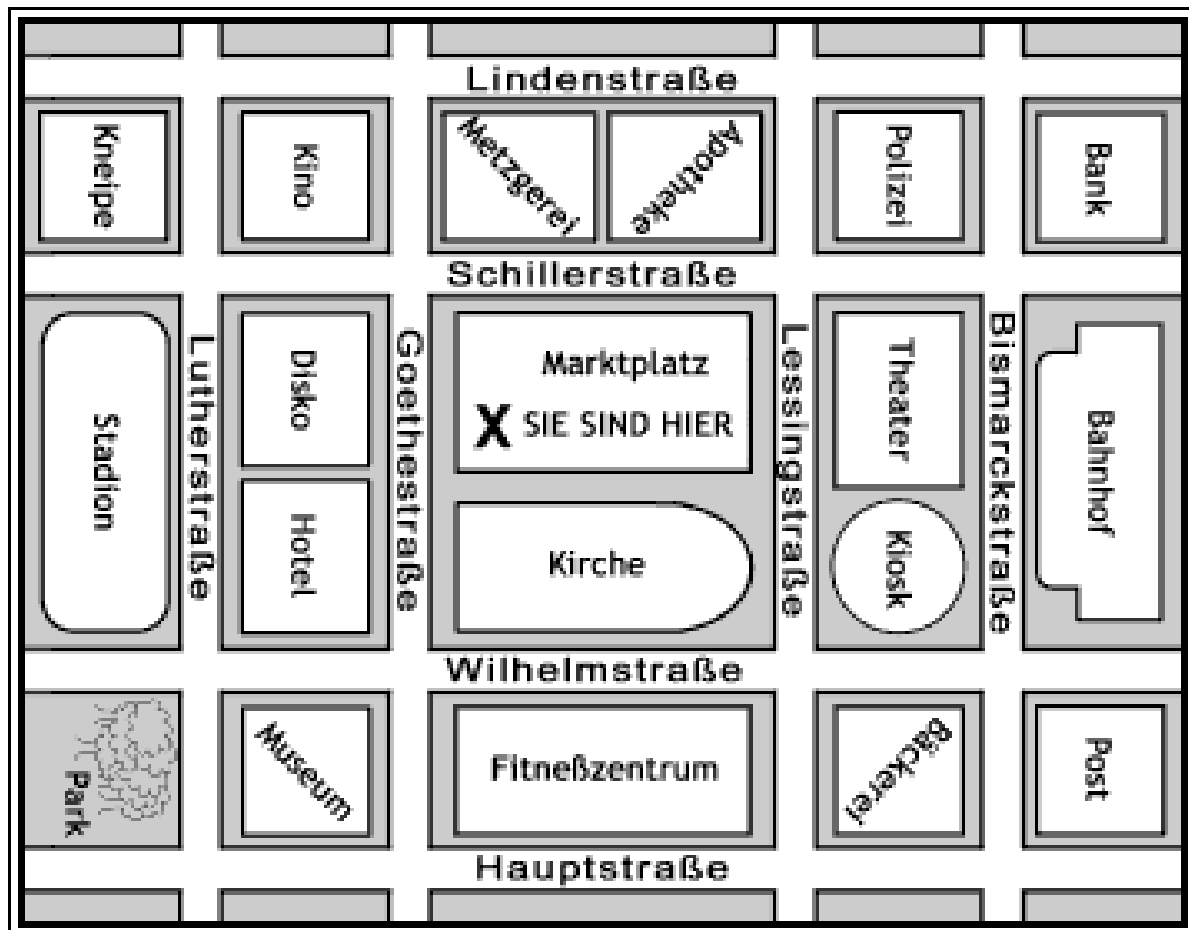 Lindenstraße
Kneipe
Kino
Metzgerei
Apotheke
Polizei
Bank
Schillerstraße
Stadion
Lutherstraße
Disko
Hotel
Goethestraße
Marktplatz
X SIE SIND HIER
Kirche
Lessingstraße
Theater
Kiosk
Bismarckstraße
Bahnhof
Wilhelmstraße
Park
Museum
Fitneßzentrum
Bäckerei
Post
Hauptstraße